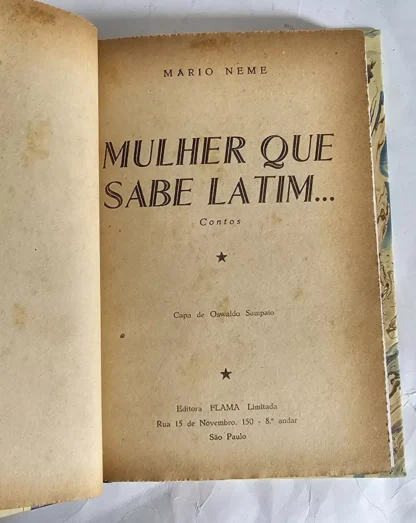 MARIO NEME
MULHER QUE
SABE LATIM...
Contos
Capa de Oswaldo Sampaio
Editora FLAMA Limitada
Rua 15 de Novembro, 150 - 8.º andar
São Paulo